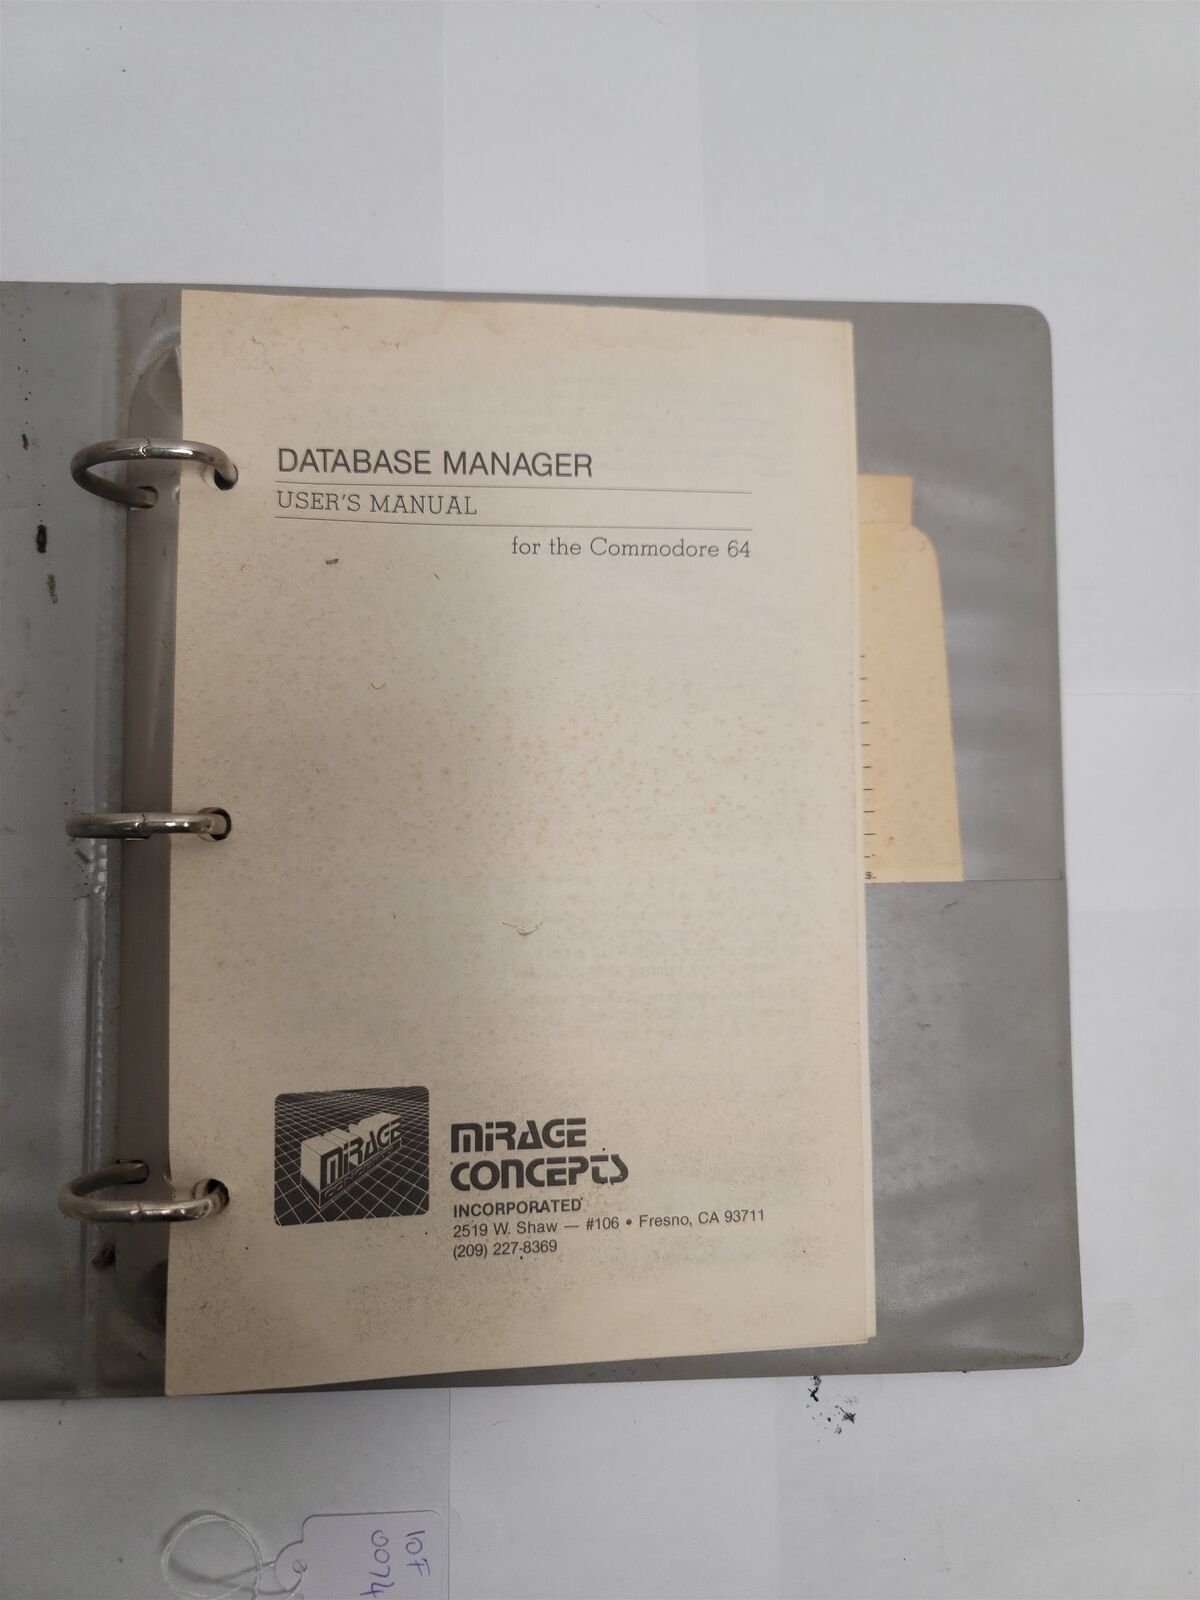 DATABASE MANAGER
USER'S MANUAL
for the Commodore 64
s.
MIRAGE
CONCEPTS
MIRAGE
CONCEPTS
INCORPORATED
2519 W. Shaw — #106 • Fresno, CA 93711
(209) 227-8369
10F
0074